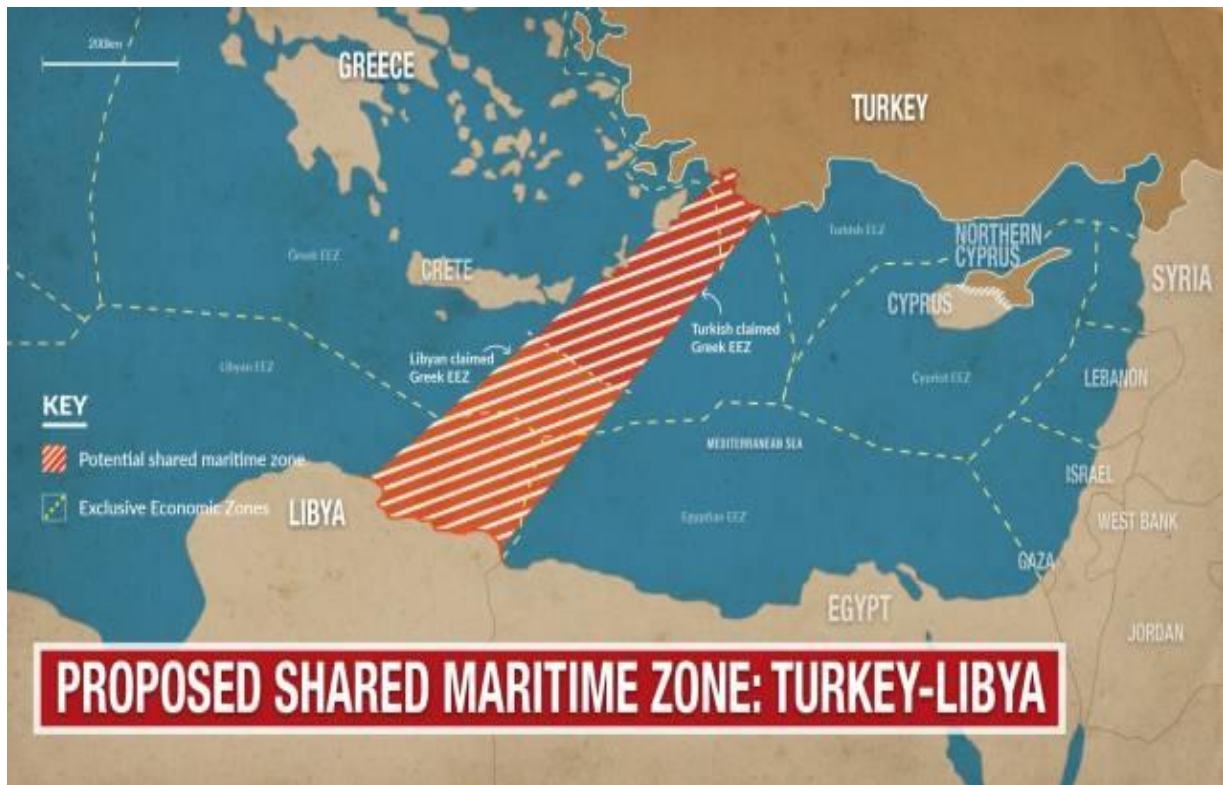 200km
GREECE
TURKEY
Turkish EEZ
NORTHERN
CYPRUS
Greek EEZ
CRETE
CYPRUS
SYRIA
Turkish claimed
Greek EEZ
Libyan claimed
Greek EEZ
Libyan EEZ
Cypriot EEZ
LEBANON
KEY
Potential shared maritime zone
Exclusive Economic Zones
MEDITERRANEAN SEA
ISRAEL
LIBYA
Egyptian EEZ
WEST BANK
GAZA
EGYPT
JORDAN
PROPOSED SHARED MARITIME ZONE: TURKEY-LIBYA